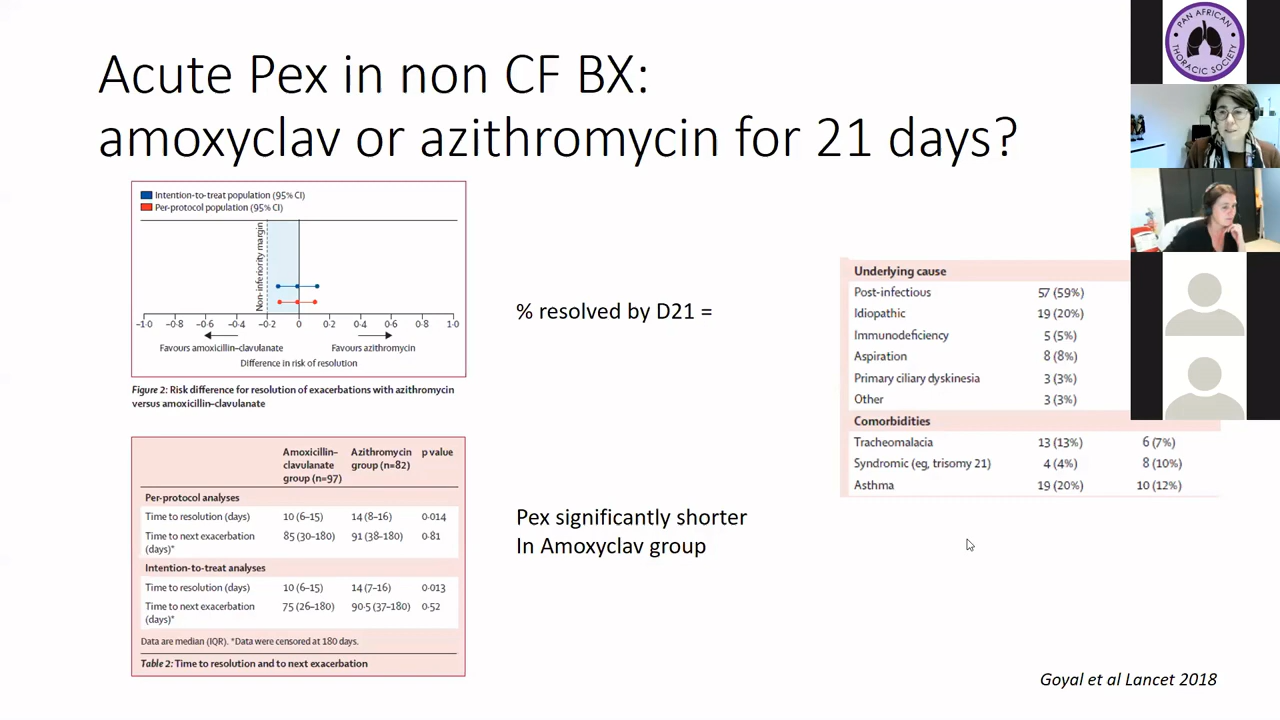 Acute Pex in non CF BX:
amoxyclav or azithromycin for 21 days?
PAN AFRICAN
THORACIC SOCIETY
Intention-to-treat population (95% CI)
Per-protocol population (95% CI)
Non-inferiority margin
-1·0 -0·8 -0·6 -0·4 -0·2 0 0·2 0·4 0·6 0·8 1·0
Favours amoxicillin–clavulanate Favours azithromycin
Difference in risk of resolution
Figure 2: Risk difference for resolution of exacerbations with azithromycin
versus amoxicillin–clavulanate
% resolved by D21 =
Underlying cause
Post-infectious 57 (59%)
Idiopathic 19 (20%)
Immunodeficiency 5 (5%)
Aspiration 8 (8%)
Primary ciliary dyskinesia 3 (3%)
Other 3 (3%)
Comorbidities
Tracheomalacia 13 (13%) 6 (7%)
Syndromic (eg, trisomy 21) 4 (4%) 8 (10%)
Asthma 19 (20%) 10 (12%)
Amoxicillin– Azithromycin p value
clavulanate group (n=82)
group (n=97)
Per-protocol analyses
Time to resolution (days) 10 (6–15) 14 (8–16) 0·014
Time to next exacerbation 85 (30–180) 91 (38–180) 0·81
(days)*
Intention-to-treat analyses
Time to resolution (days) 10 (6–15) 14 (7–16) 0·013
Time to next exacerbation 75 (26–180) 90·5 (37–180) 0·52
(days)*
Data are median (IQR). *Data were censored at 180 days.
Table 2: Time to resolution and to next exacerbation
Pex significantly shorter
In Amoxyclav group
Goyal et al Lancet 2018